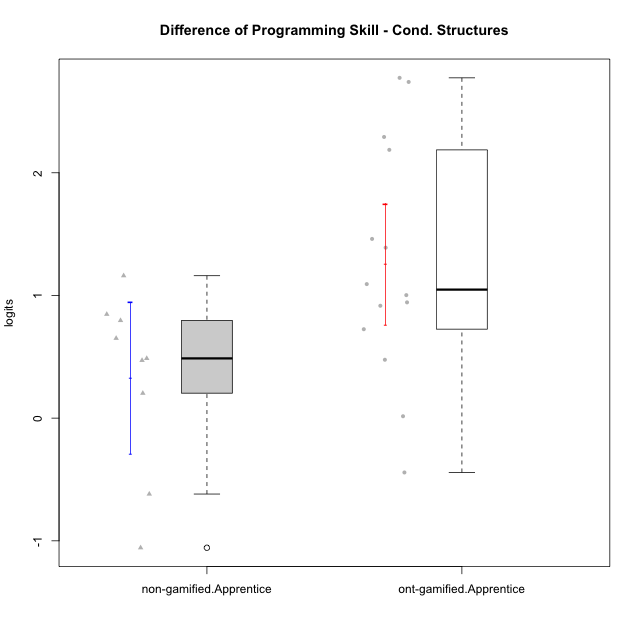 Difference of Programming Skill - Cond. Structures
logits
2
1
0
-1
non-gamified.Apprentice
ont-gamified.Apprentice